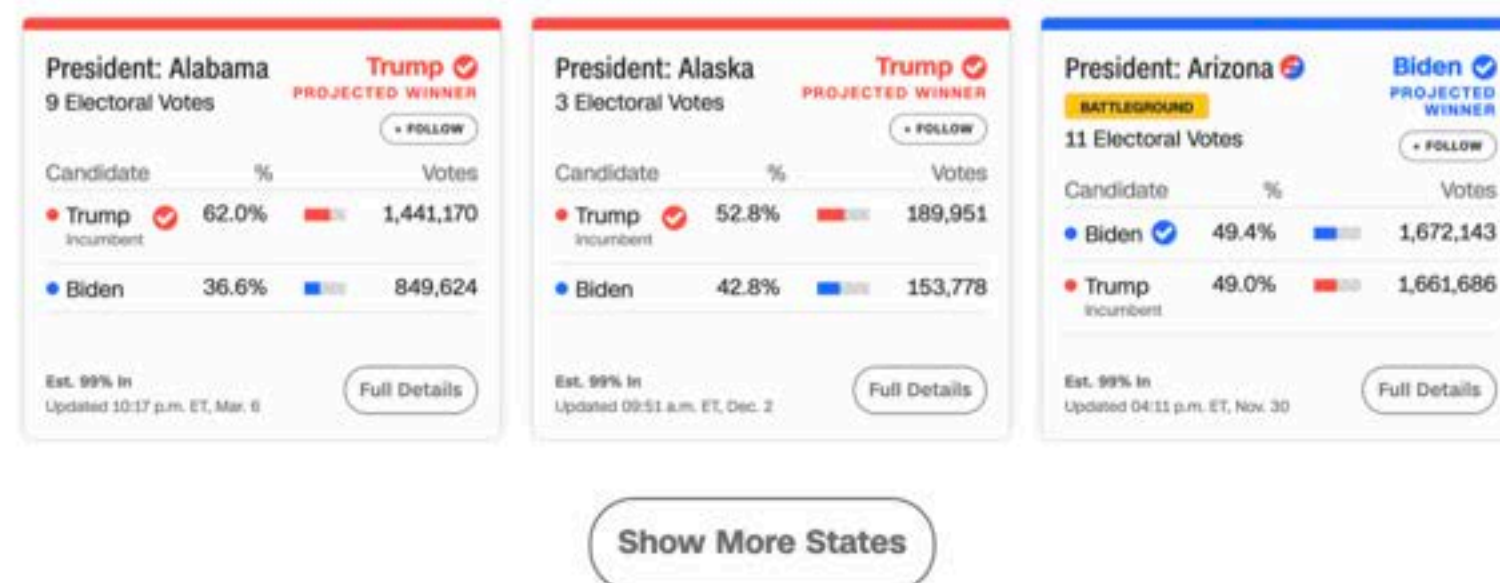 President: Alabama
Trump
9 Electoral Votes
PROJECTED WINNER
+ FOLLOW
Candidate % Votes
Trump 62.0% 1,441,170
Incumbent
Biden 36.6% 849,624
Est. 99% In
Updated 10:17 p.m. ET, Mar. 6
Full Details
President: Alaska
Trump
3 Electoral Votes
PROJECTED WINNER
+ FOLLOW
Candidate % Votes
Trump 52.8% 189,951
Incumbent
Biden 42.8% 153,778
Est. 99% In
Updated 09:51 a.m. ET, Dec. 2
Full Details
President: Arizona
Biden
PROJECTED
WINNER
BATTLEGROUND
11 Electoral Votes
+ FOLLOW
Candidate % Votes
Biden 49.4% 1,672,143
Trump 49.0% 1,661,686
Incumbent
Est. 99% In
Updated 04:11 p.m. ET, Nov. 30
Full Details
Show More States